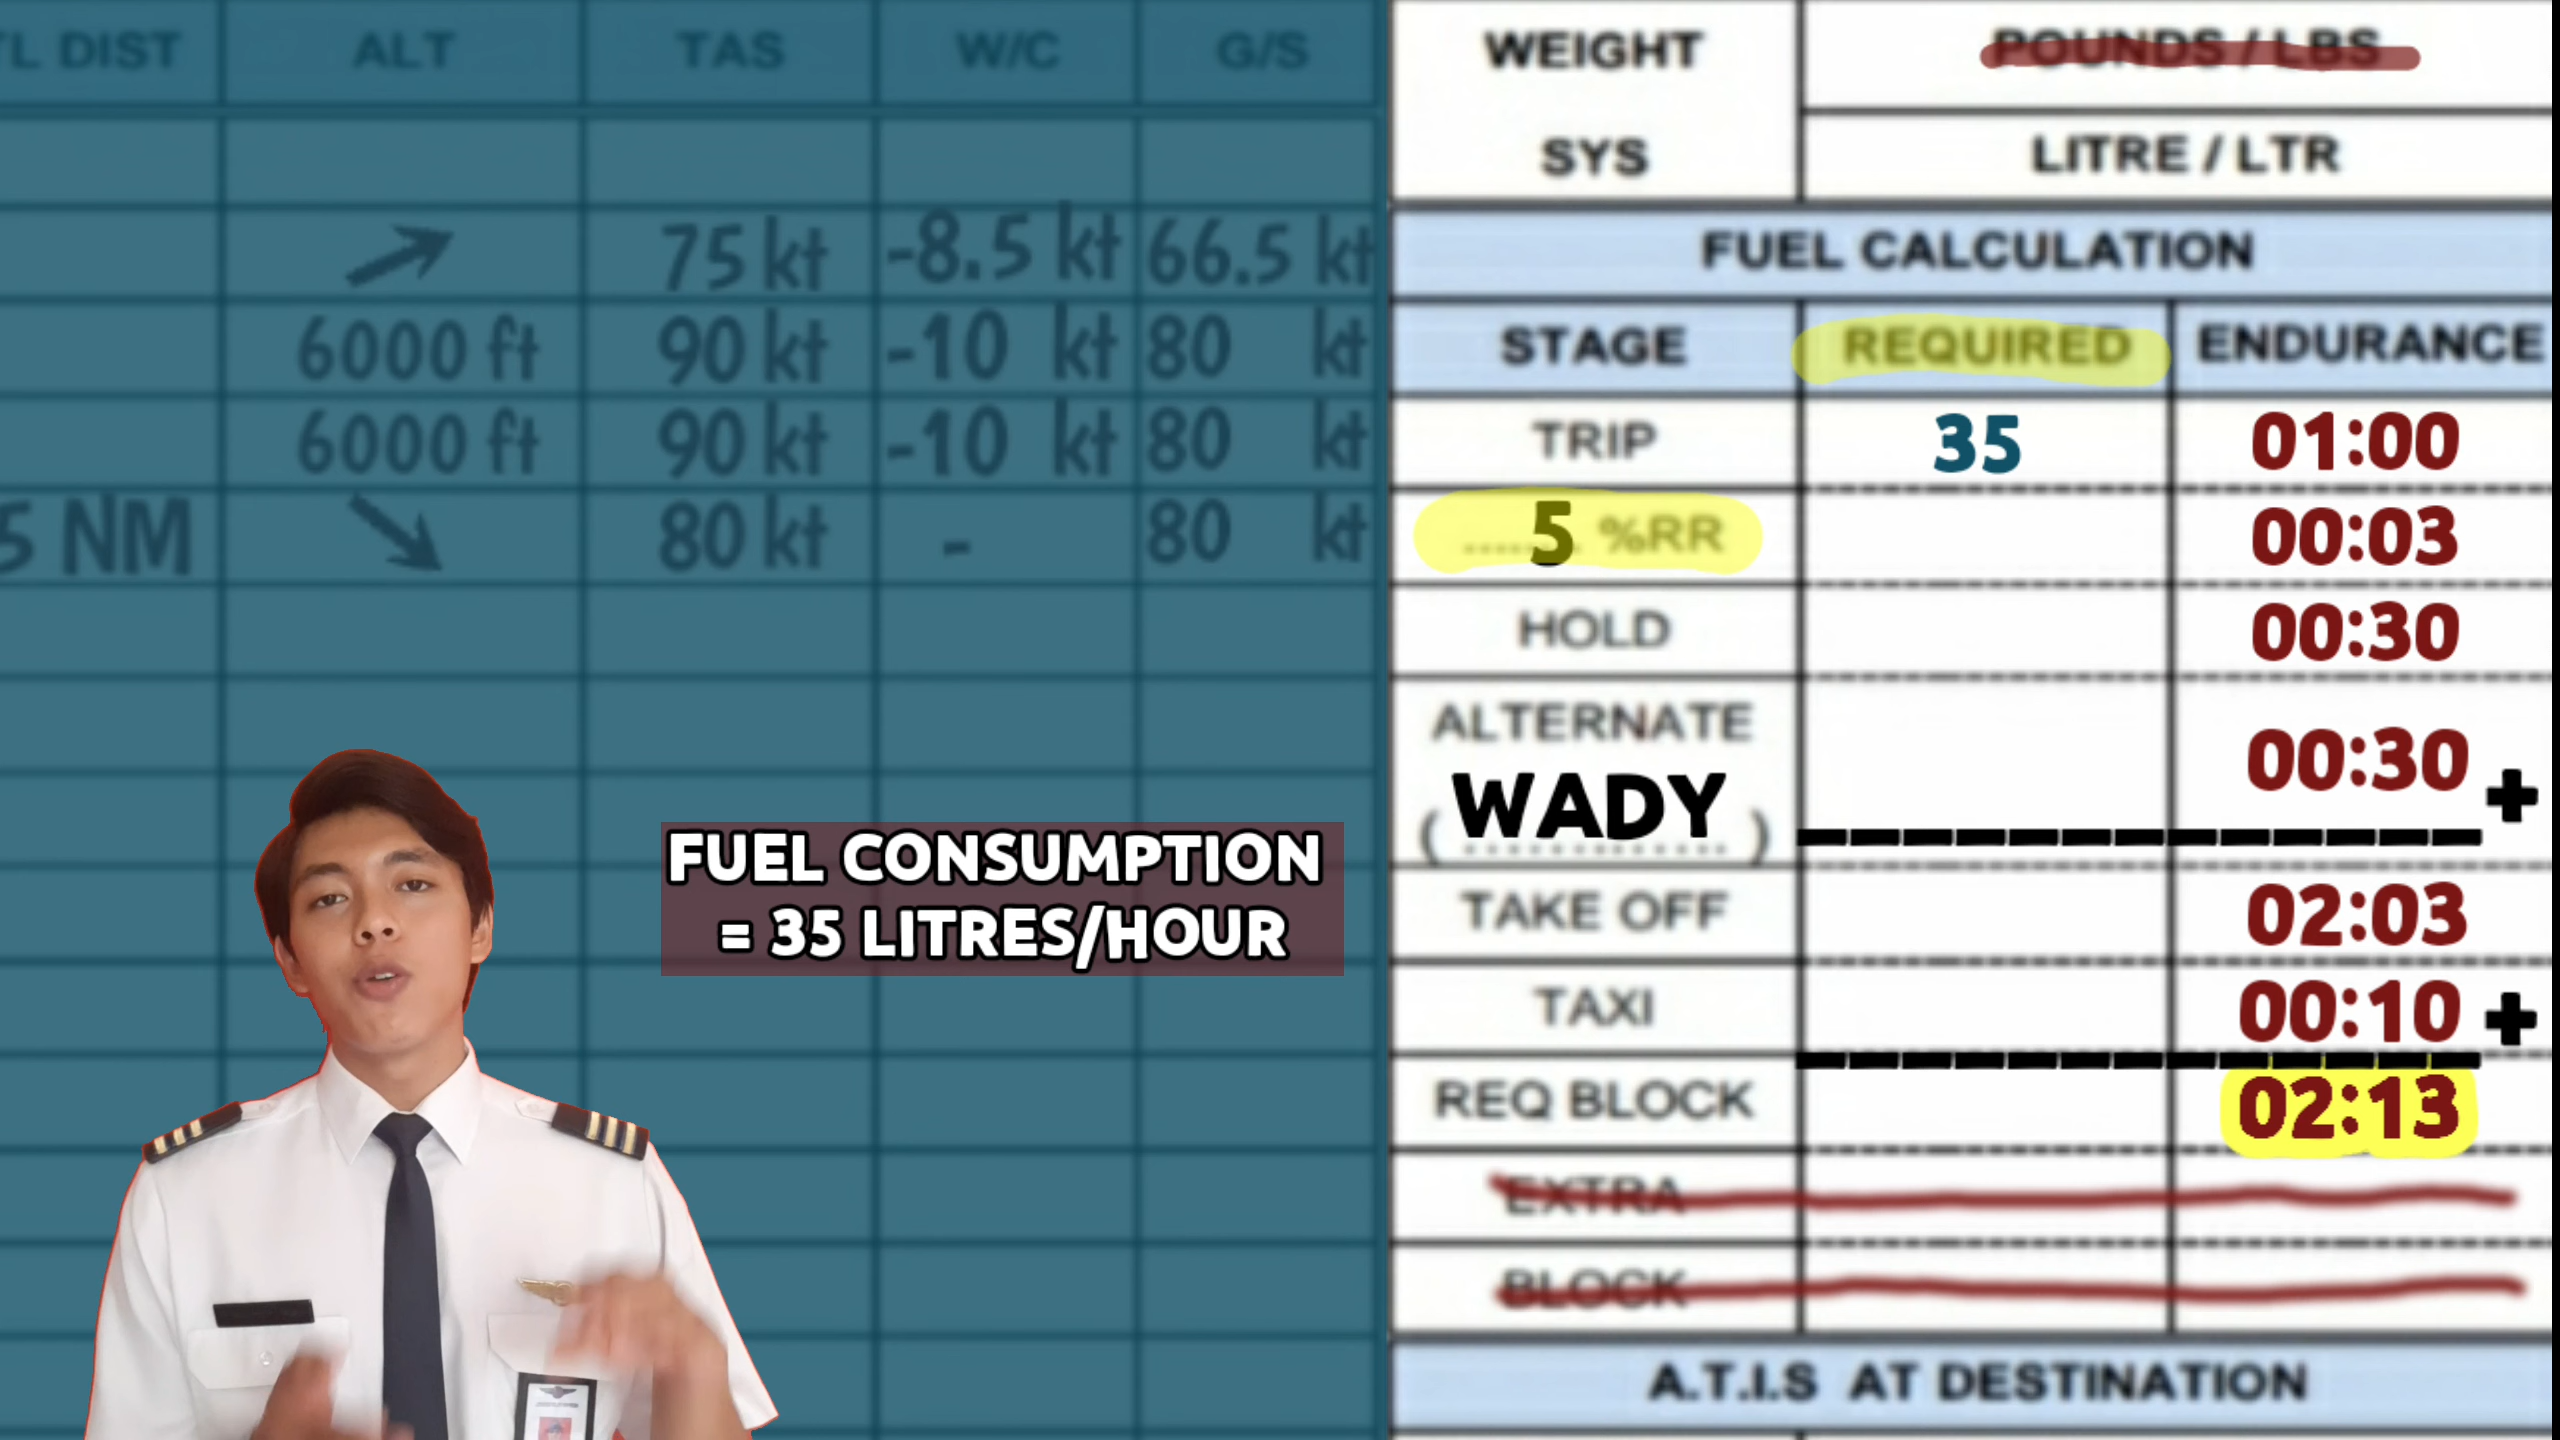 TL DIST ALT TAS W/C G/S
75 kt -8.5 kt 66.5 kt
6000 ft 90 kt -10 kt 80 kt
6000 ft 90 kt -10 kt 80 kt
5 NM 80 kt - 80 kt
FUEL CONSUMPTION
= 35 LITRES/HOUR
WEIGHT POUNDS / LBS
SYS LITRE / LTR
FUEL CALCULATION
STAGE REQUIRED ENDURANCE
TRIP 35 01:00
5 %RR 00:03
HOLD 00:30
ALTERNATE 00:30 +
( WADY )
TAKE OFF 02:03
TAXI 00:10 +
REQ BLOCK 02:13
EXTRA
BLOCK
A.T.I.S AT DESTINATION